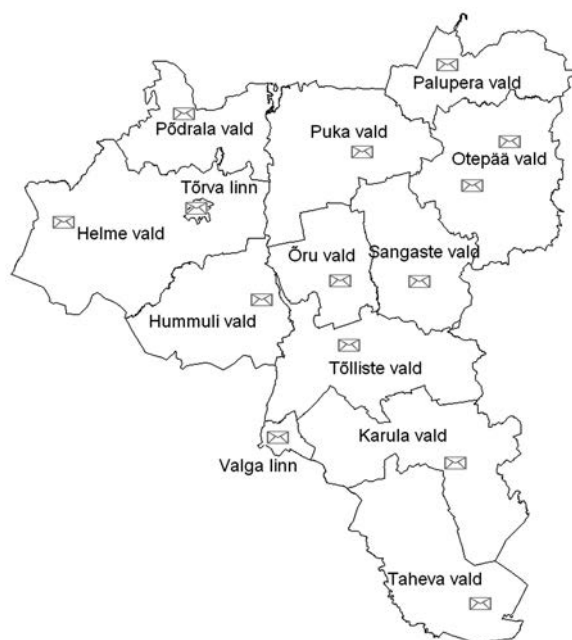 Palupera vald
Põdrala vald
Puka vald
Otepää vald
Tõrva linn
Helme vald
Õru vald
Sangaste vald
Hummuli vald
Tõlliste vald
Karula vald
Valga linn
Taheva vald